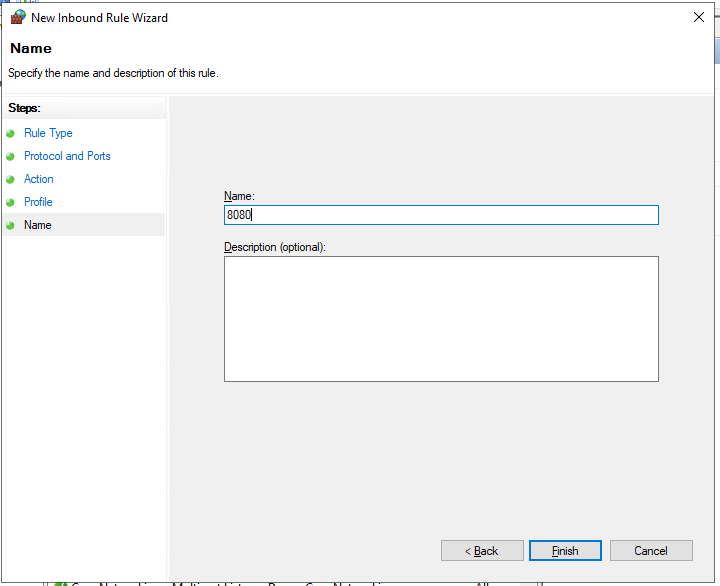 New Inbound Rule Wizard
Name
Specify the name and description of this rule.
Steps:
Rule Type
Protocol and Ports
Action
Profile
Name
Name:
8080
Description (optional):
< Back
Finish
Cancel